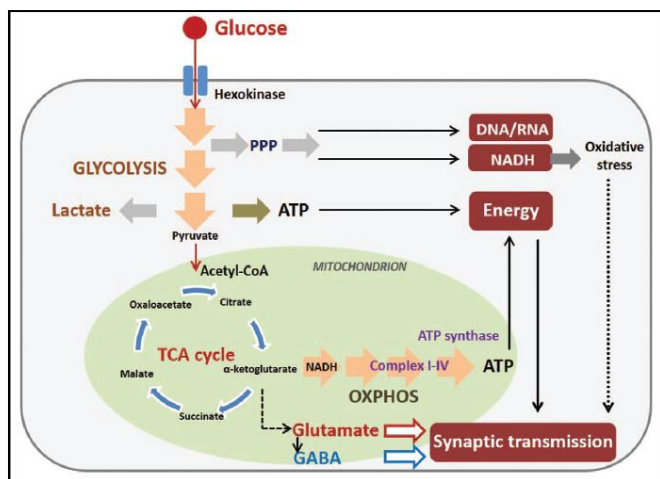 Glucose
Hexokinase
PPP
DNA/RNA
NADH
Oxidative
stress
GLYCOLYSIS
Lactate
ATP
Energy
Pyruvate
Acetyl-CoA
MITOCHONDRION
Oxaloacetate
Citrate
TCA cycle
Malate
α-ketoglutarate
Succinate
NADH
Complex I-IV
ATP synthase
ATP
OXPHOS
Glutamate
GABA
Synaptic transmission